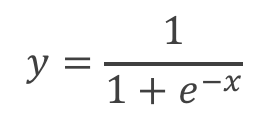 y = 1 / (1 + e^{-x})